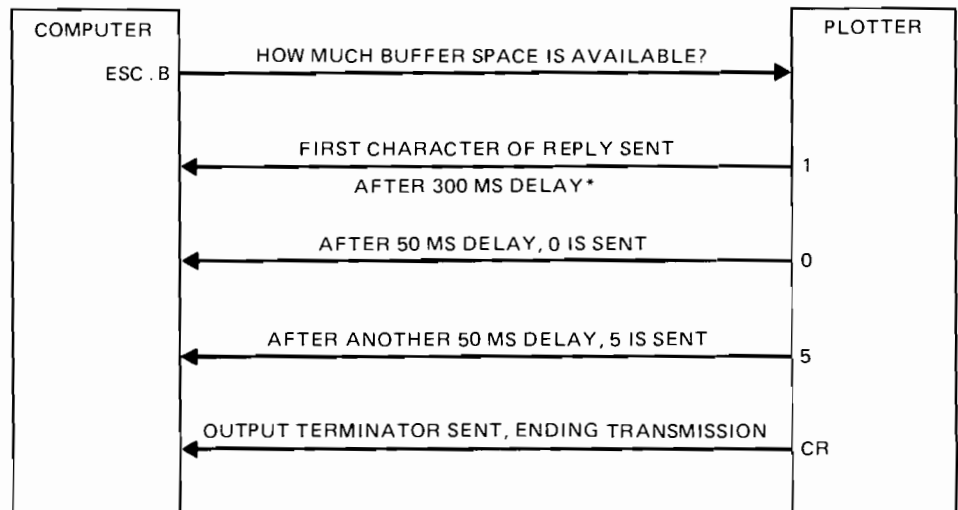 COMPUTER
PLOTTER
HOW MUCH BUFFER SPACE IS AVAILABLE?
ESC . B
FIRST CHARACTER OF REPLY SENT
1
AFTER 300 MS DELAY*
AFTER 50 MS DELAY, 0 IS SENT
0
AFTER ANOTHER 50 MS DELAY, 5 IS SENT
5
OUTPUT TERMINATOR SENT, ENDING TRANSMISSION
CR